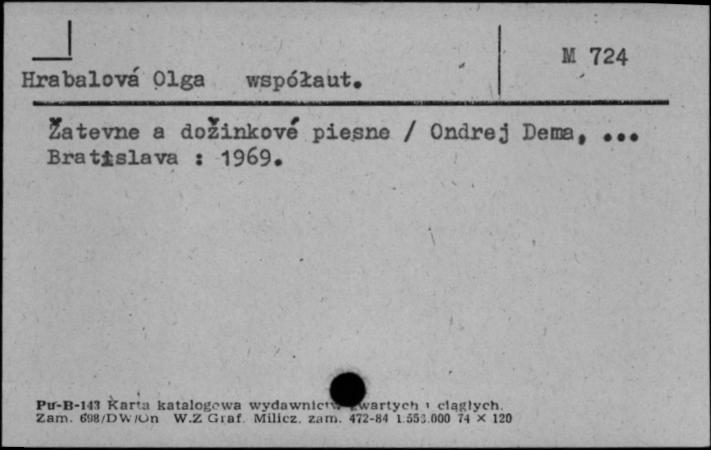 M 724
Hrabalová Olga współaut.
Žatevne a dožinkové piesne / Ondrej Dema, ...
Bratislava : 1969.
Pu-B-143 Karta katalogowa wydawnictw zwartych i ciągłych.
Zam. 698/DW/On W.Z Graf. Milicz. zam. 472-84 1.553.000 74 × 120